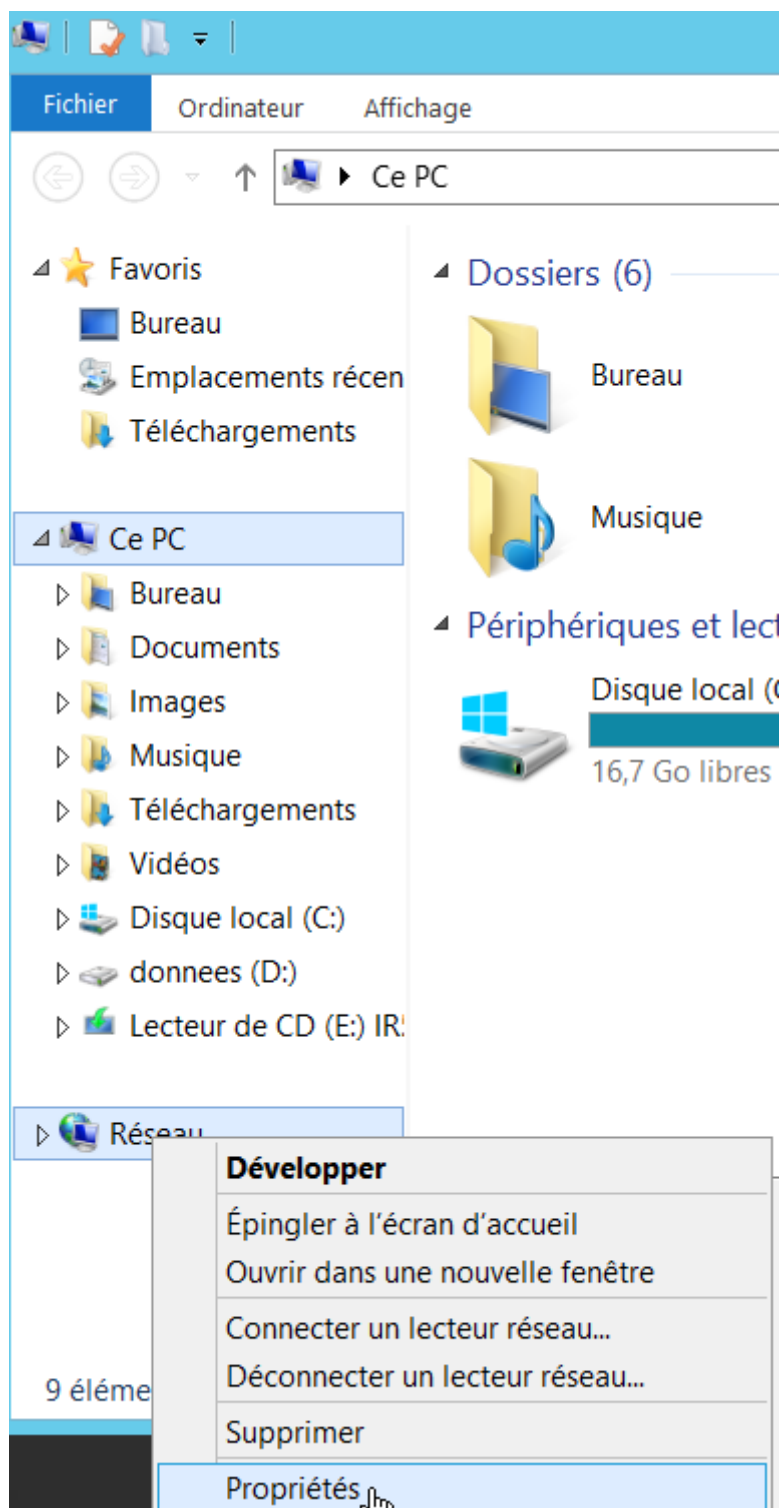 Fichier Ordinateur Affichage
Ce PC
Favoris
Bureau
Emplacements récen
Téléchargements
Ce PC
Bureau
Documents
Images
Musique
Téléchargements
Vidéos
Disque local (C:)
donnees (D:)
Lecteur de CD (E:) IR
Réseau
Dossiers (6)
Bureau
Musique
Périphériques et lect
Disque local (
16,7 Go libres
Développer
Épingler à l'écran d'accueil
Ouvrir dans une nouvelle fenêtre
Connecter un lecteur réseau...
Déconnecter un lecteur réseau...
Supprimer
Propriétés
9 éléme